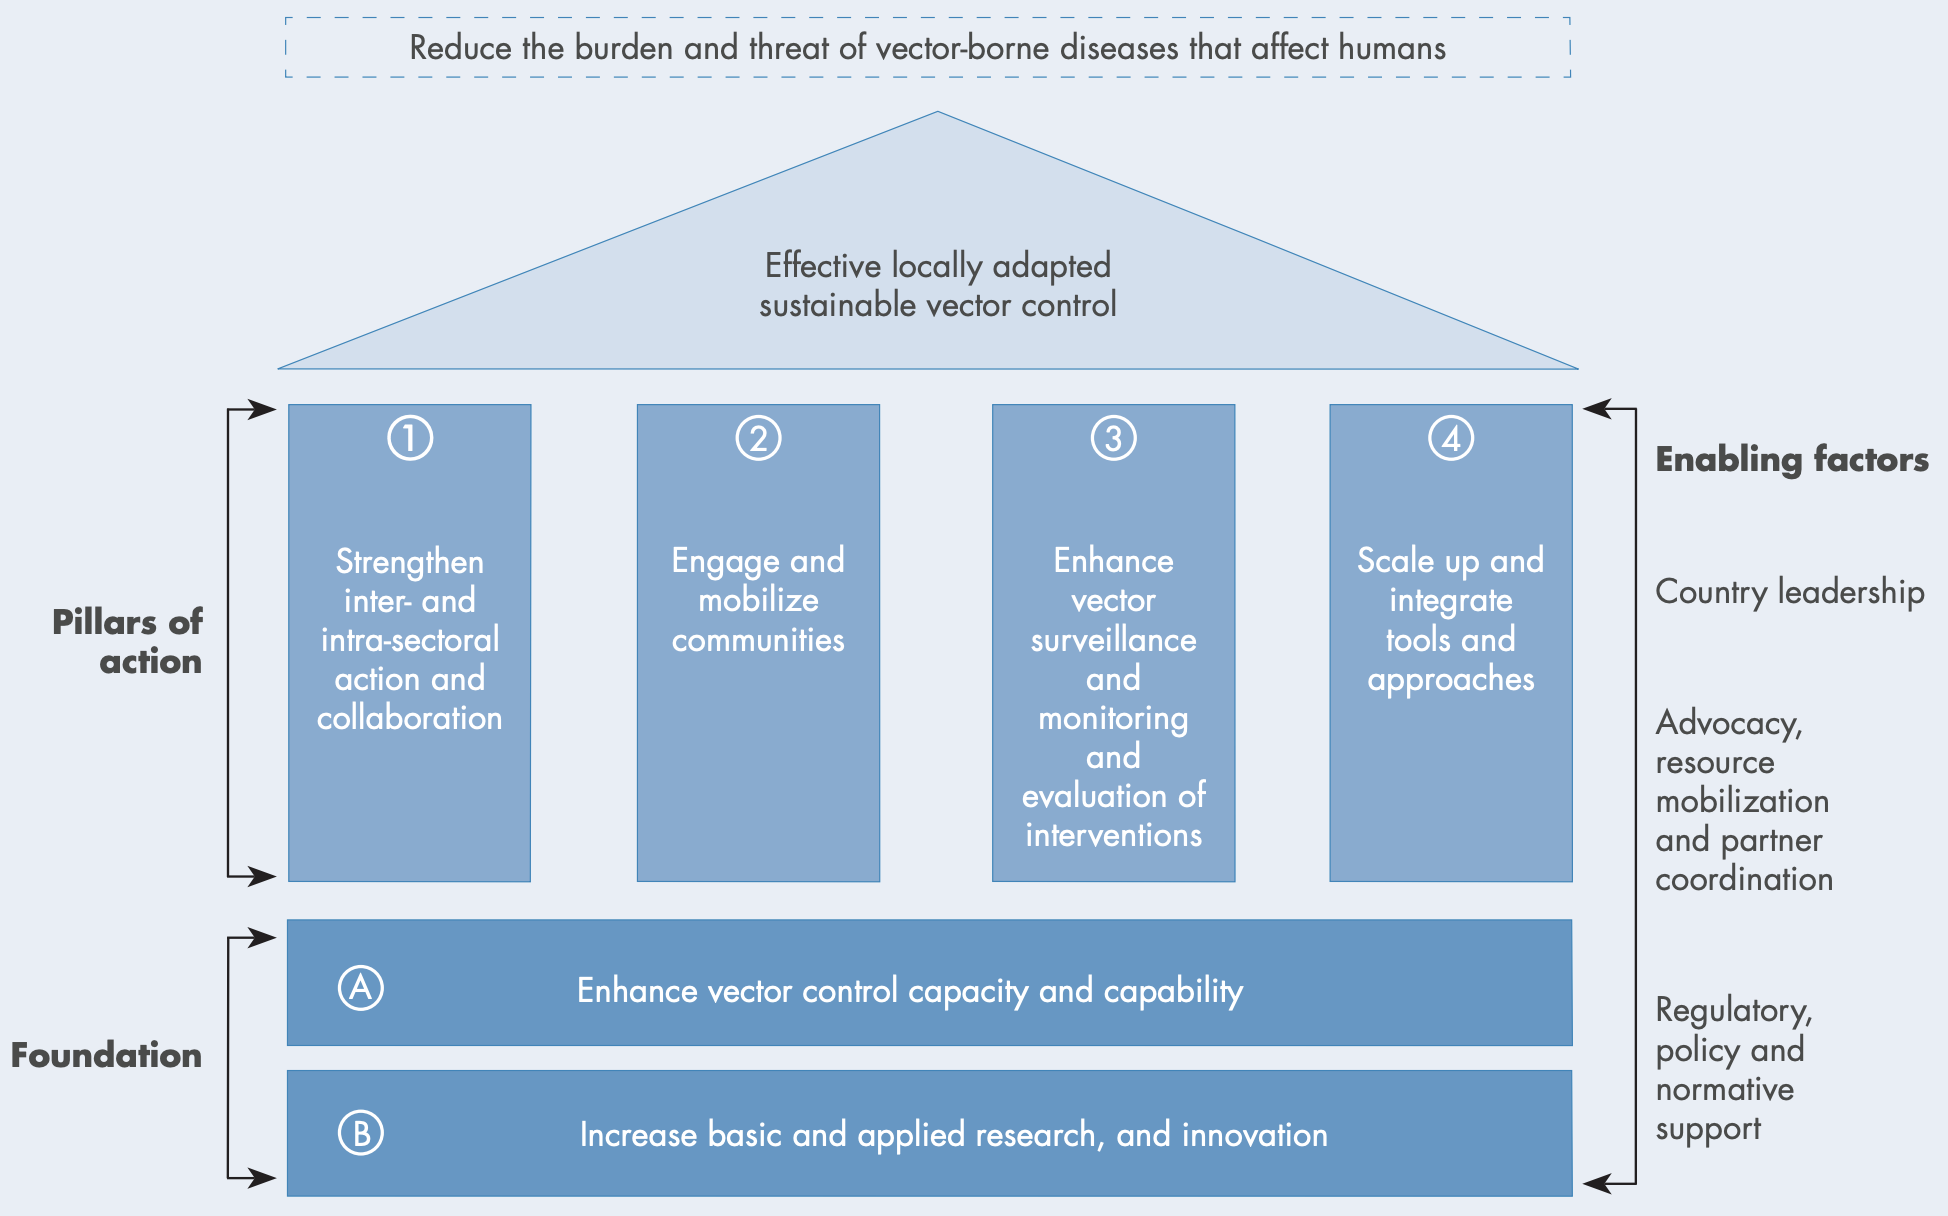 Reduce the burden and threat of vector-borne diseases that affect humans
Effective locally adapted
sustainable vector control
Pillars of
action
1
Strengthen
inter- and
intra-sectoral
action and
collaboration
2
Engage and
mobilize
communities
3
Enhance
vector
surveillance
and
monitoring
and
evaluation of
interventions
4
Scale up and
integrate
tools and
approaches
Foundation
A
Enhance vector control capacity and capability
B
Increase basic and applied research, and innovation
Enabling factors
Country leadership
Advocacy,
resource
mobilization
and partner
coordination
Regulatory,
policy and
normative
support